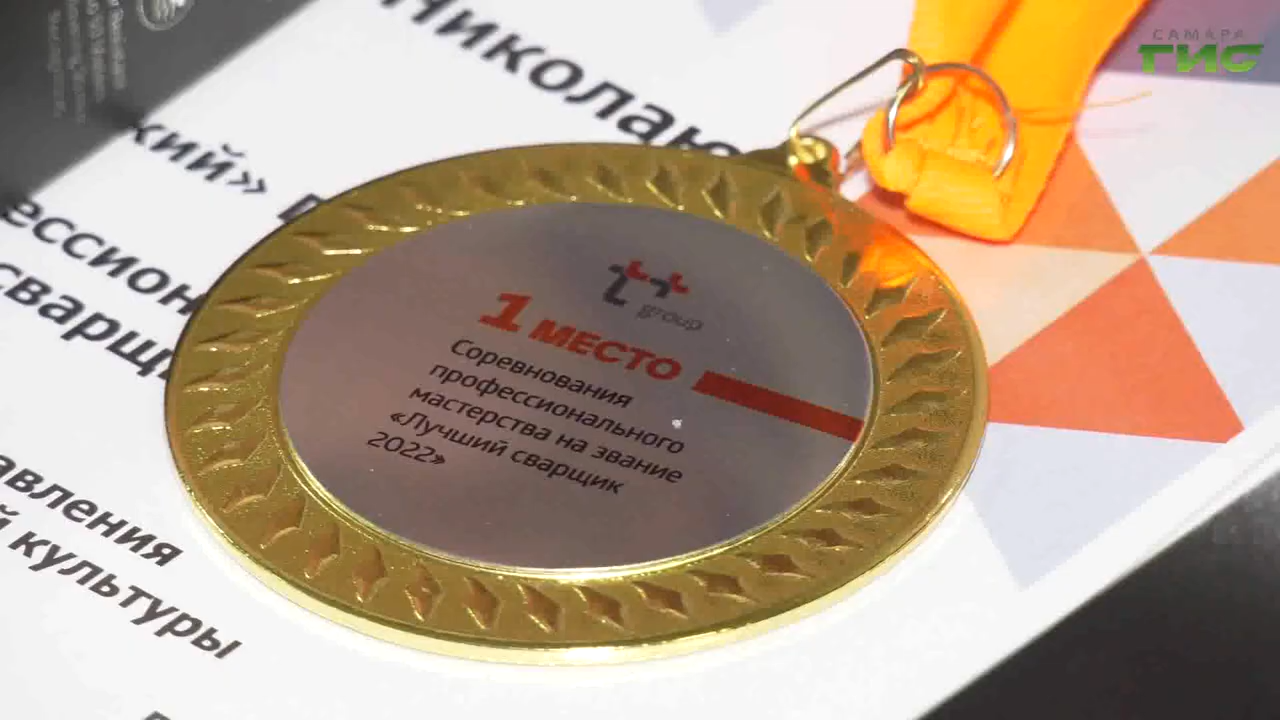 САМАРА
ГИС
Николаю
кий»
ессион
сварщ
group
1 МЕСТО
Соревнования
профессионального
мастерства на звание
«Лучший сварщик
2022»
авления
й культуры